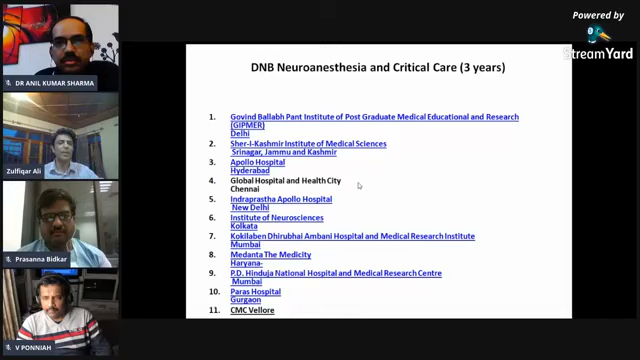 Powered by
StreamYard
DR ANIL KUMAR SHARMA
Zulfiqar Ali
Prasanna Bidkar
V PONNIAH
DNB Neuroanesthesia and Critical Care (3 years)
1. Govind Ballabh Pant Institute of Post Graduate Medical Educational and Research
(GIPMER)
Delhi
2. Sher-i-Kashmir Institute of Medical Sciences
Srinagar, Jammu and Kashmir
3. Apollo Hospital
Hyderabad
4. Global Hospital and Health City
Chennai
5. Indraprastha Apollo Hospital
New Delhi
6. Institute of Neurosciences
Kolkata
7. Kokilaben Dhirubhai Ambani Hospital and Medical Research Institute
Mumbai
8. Medanta The Medicity
Haryana-
9. P.D. Hinduja National Hospital and Medical Research Centre
Mumbai
10. Paras Hospital
Gurgaon
11. CMC Vellore